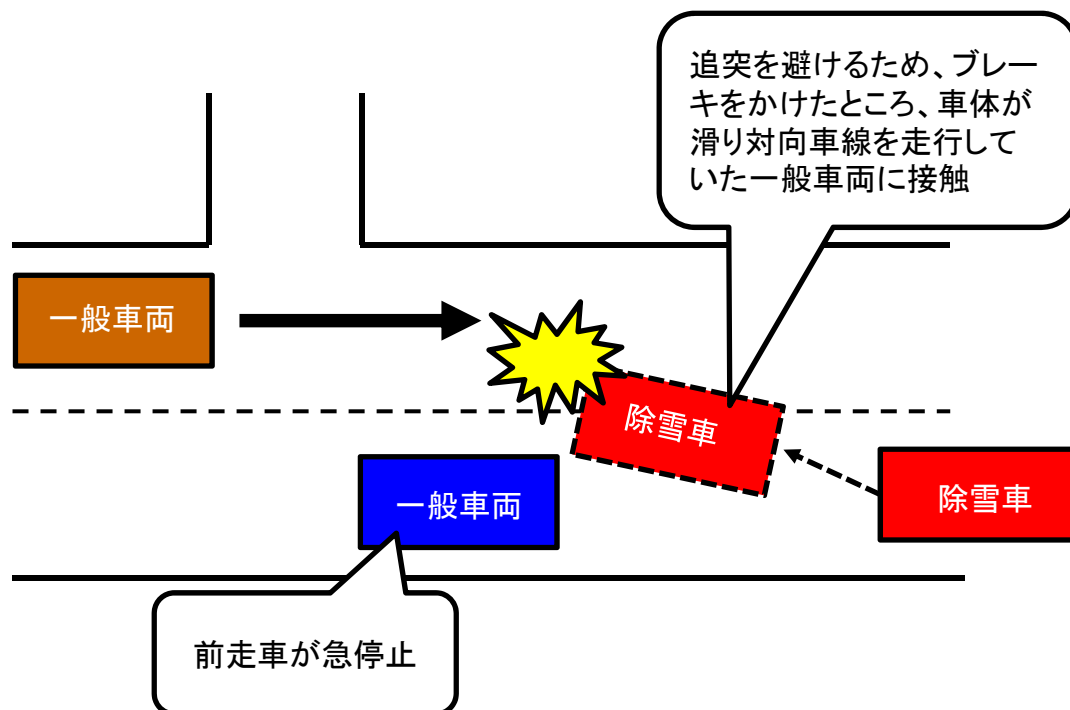 追突を避けるため、ブレー
キをかけたところ、車体が
滑り対向車線を走行して
いた一般車両に接触
一般車両
除雪車
一般車両
除雪車
前走車が急停止